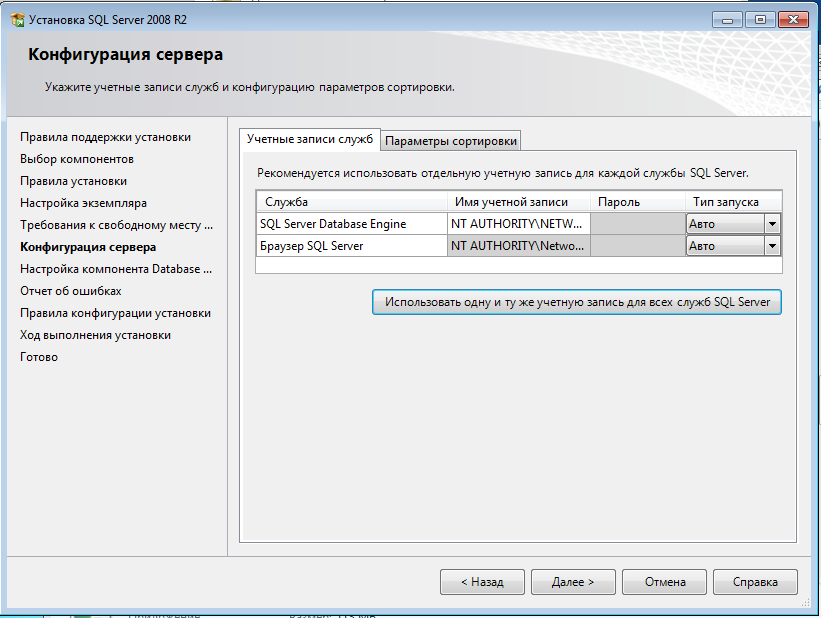 Установка SQL Server 2008 R2
Конфигурация сервера
Укажите учетные записи служб и конфигурацию параметров сортировки.
Правила поддержки установки
Выбор компонентов
Правила установки
Настройка экземпляра
Требования к свободному месту ...
Конфигурация сервера
Настройка компонента Database ...
Отчет об ошибках
Правила конфигурации установки
Ход выполнения установки
Готово
Учетные записи служб Параметры сортировки
Рекомендуется использовать отдельную учетную запись для каждой службы SQL Server.
Служба Имя учетной записи Пароль Тип запуска
SQL Server Database Engine NT AUTHORITY\NETW... Авто
Браузер SQL Server NT AUTHORITY\Netwo... Авто
Использовать одну и ту же учетную запись для всех служб SQL Server
< Назад Далее > Отмена Справка